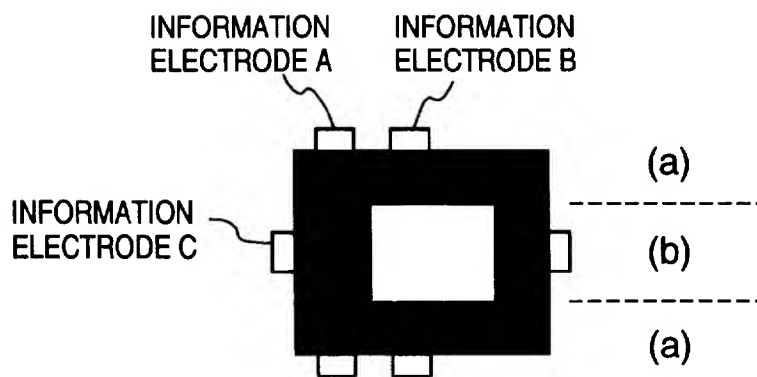 INFORMATION
ELECTRODE A
INFORMATION
ELECTRODE B
(a)
INFORMATION
ELECTRODE C
(b)
(a)